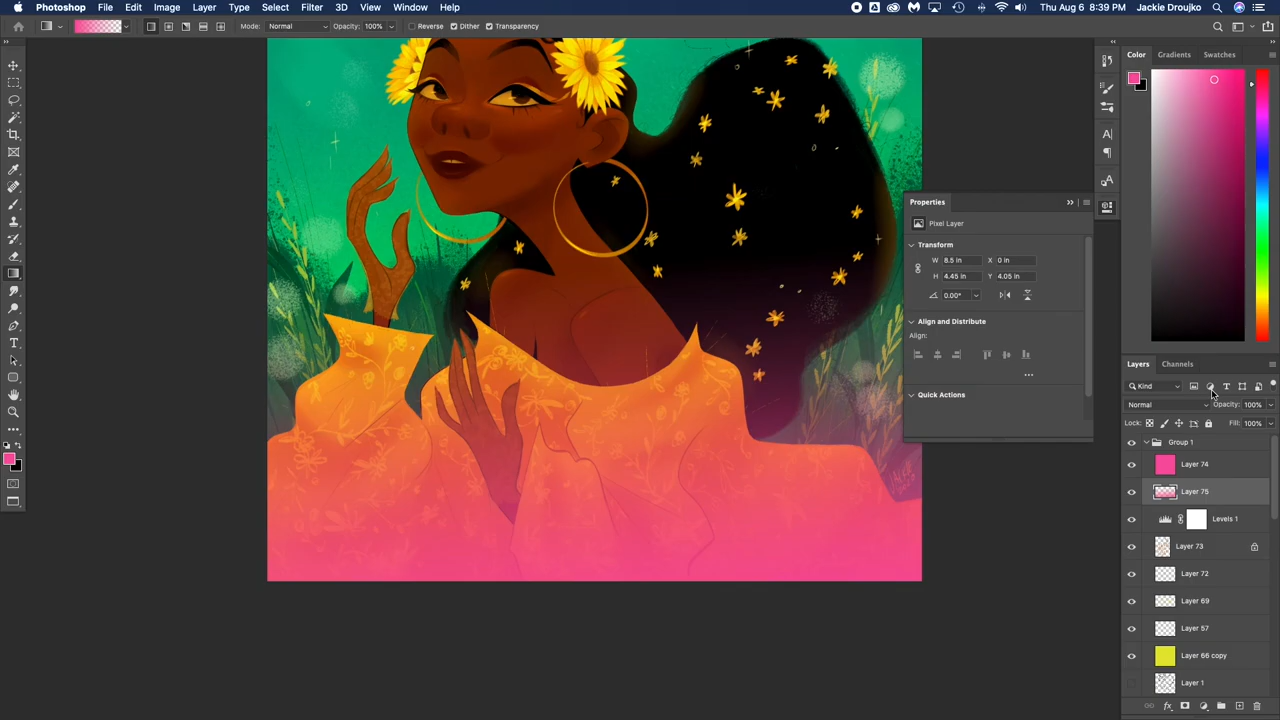 Photoshop File Edit Image Layer Type Select Filter 3D View Window Help Thu Aug 6 8:39 PM Jackie Droujko
Mode: Normal Opacity: 100% Reverse Dither Transparency
Color Gradients Swatches
Properties
Pixel Layer
Transform
W 8.5 in X 0 in
H 4.45 in Y 4.05 in
0.00°
Align and Distribute
Align:
Quick Actions
Layers Channels
Kind
Normal Opacity: 100%
Lock: Fill: 100%
Group 1
Layer 74
Layer 75
Levels 1
Layer 73
Layer 72
Layer 69
Layer 57
Layer 66 copy
Layer 1